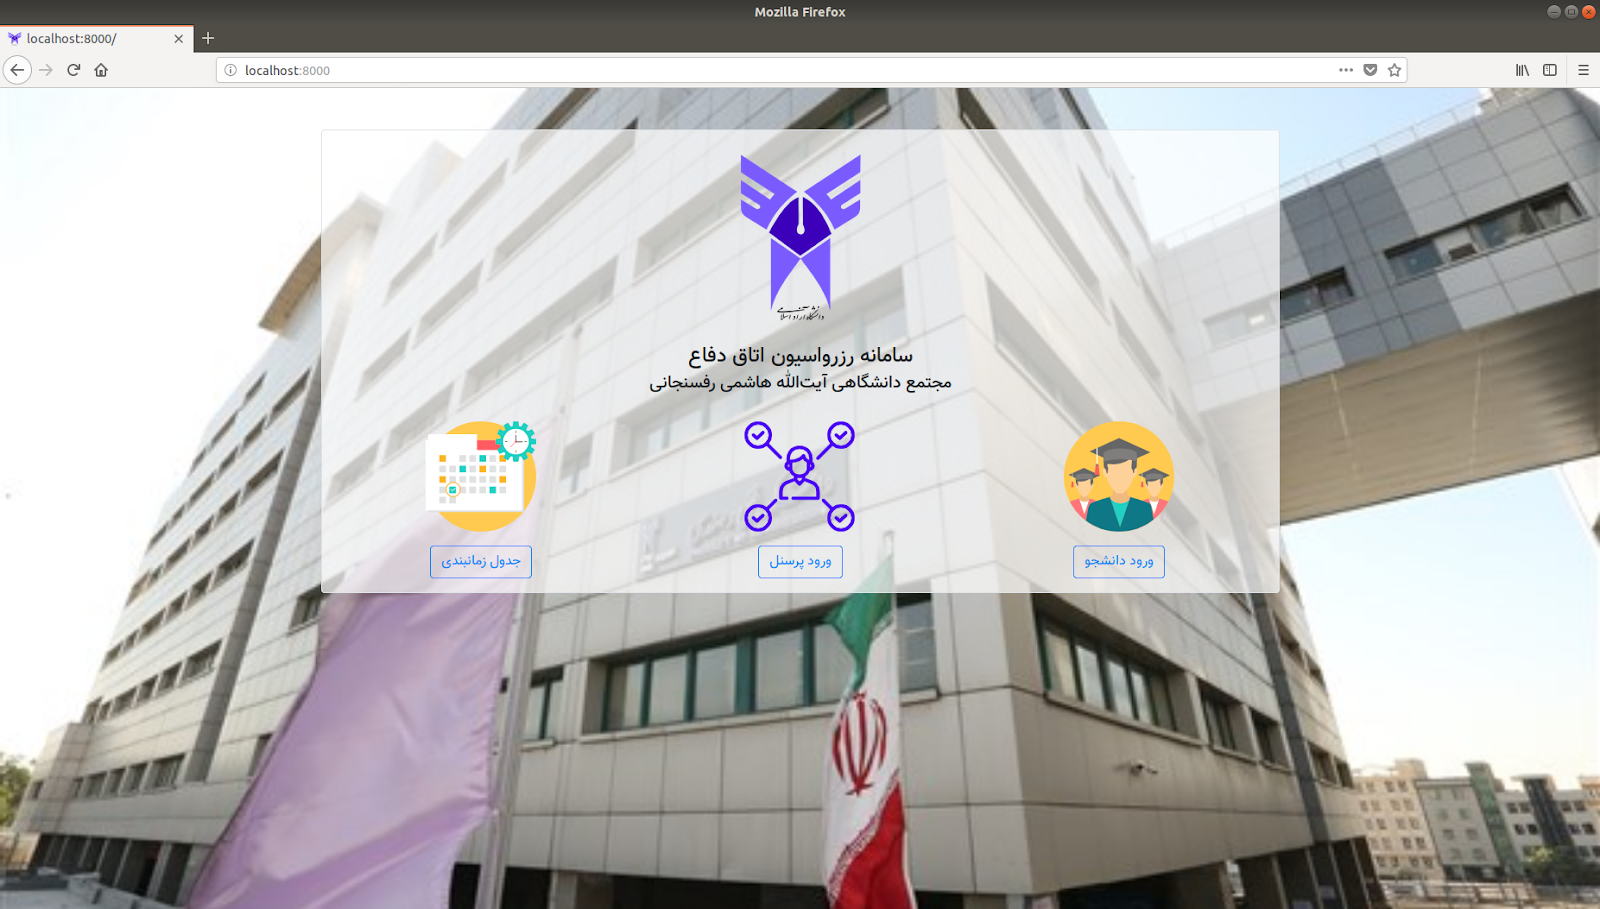 Mozilla Firefox
localhost:8000/
localhost:8000
دانشگاه آزاد اسلامی
سامانه رزرواسیون اتاق دفاع
مجتمع دانشگاهی آیت‌الله هاشمی رفسنجانی
ورود دانشجو
ورود پرسنل
جدول زمانبندی